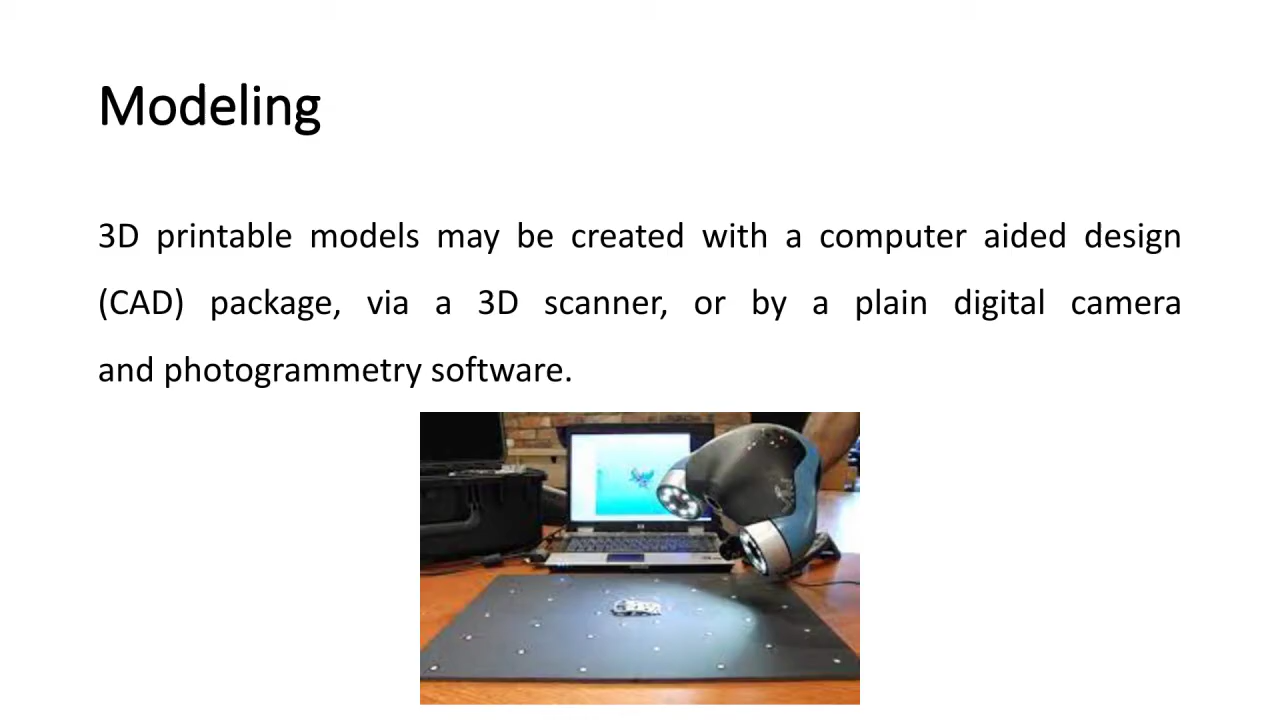 Modeling
3D printable models may be created with a computer aided design
(CAD) package, via a 3D scanner, or by a plain digital camera
and photogrammetry software.